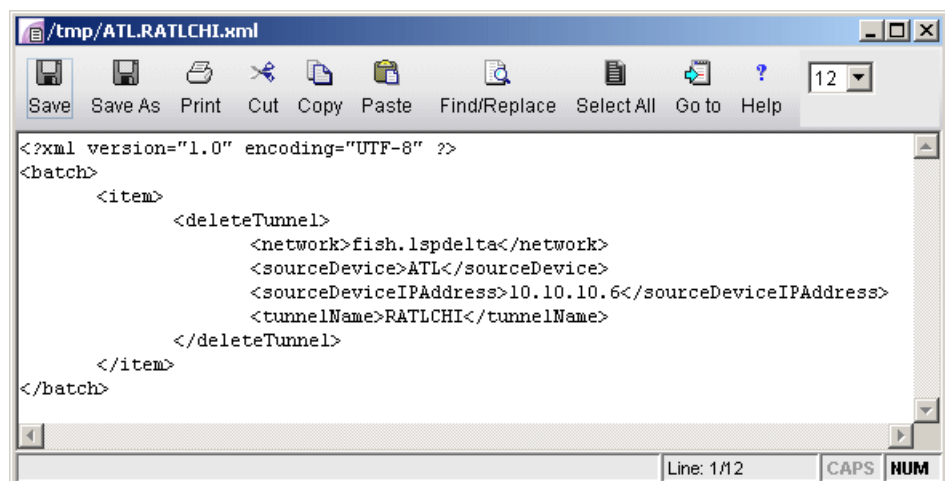 /tmp/ATL.RATLCHI.xml
Save Save As Print Cut Copy Paste Find/Replace Select All Go to Help 12
<?xml version="1.0" encoding="UTF-8" ?>
<batch>
<item>
<deleteTunnel>
<network>fish.lspdelta</network>
<sourceDevice>ATL</sourceDevice>
<sourceDeviceIPAddress>10.10.10.6</sourceDeviceIPAddress>
<tunnelName>RATLCHI</tunnelName>
</deleteTunnel>
</item>
</batch>
Line: 1/12 CAPS NUM